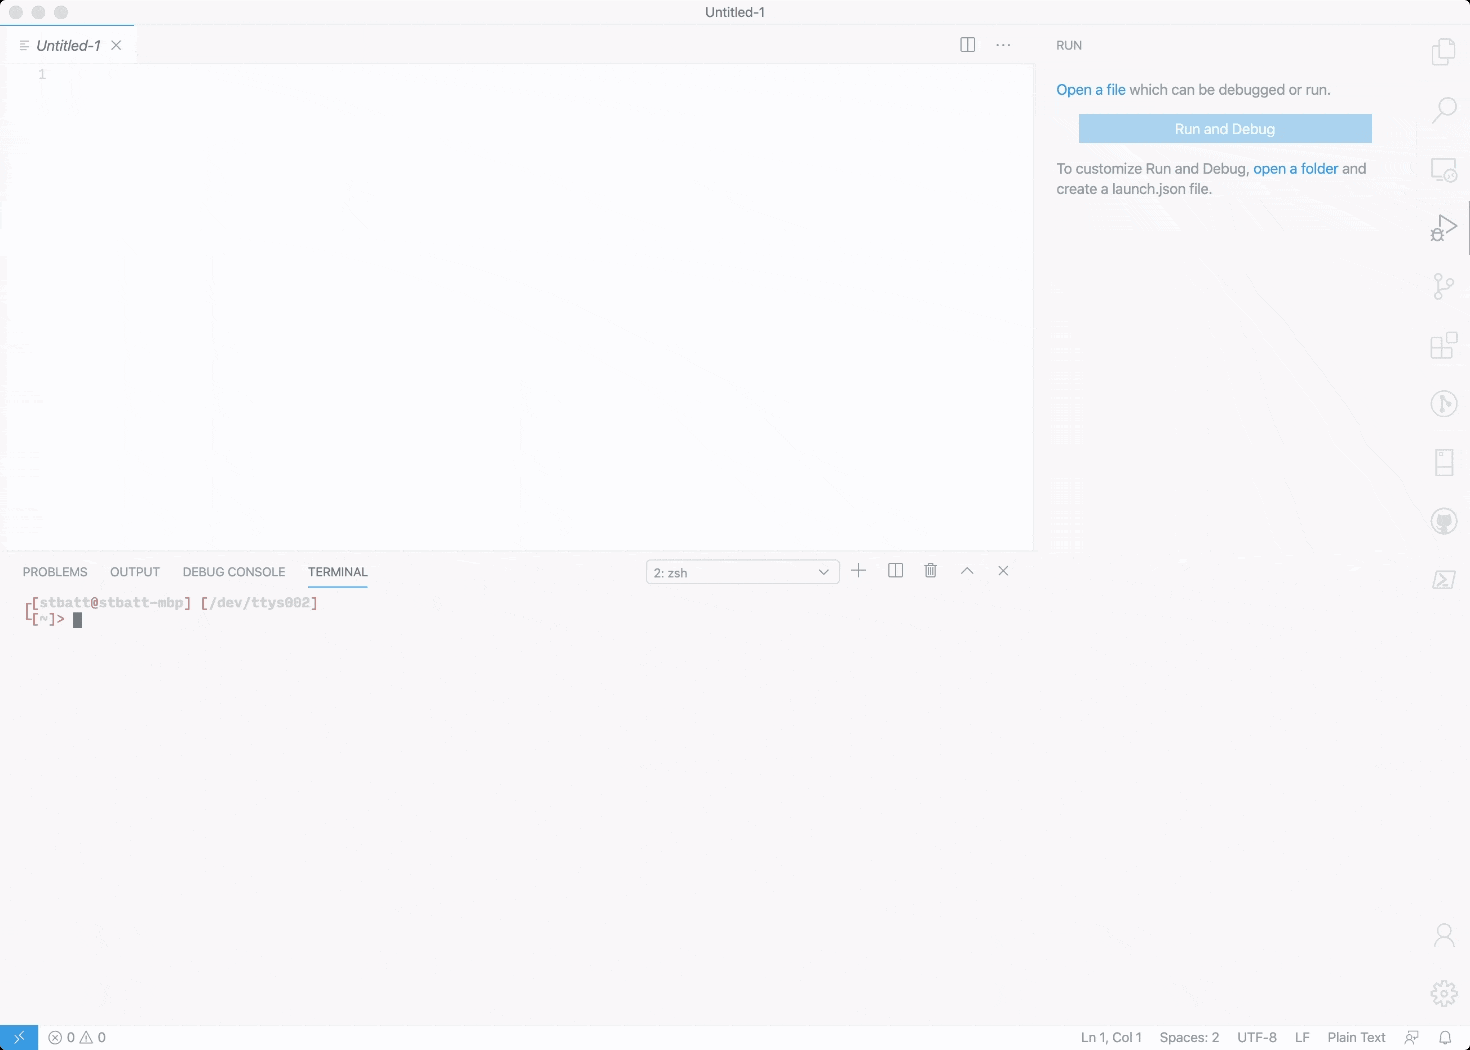 Untitled-1
Untitled-1
1
RUN
Open a file which can be debugged or run.
Run and Debug
To customize Run and Debug, open a folder and
create a launch.json file.
PROBLEMS OUTPUT DEBUG CONSOLE TERMINAL
2: zsh
┌[stbatt@stbatt-mbp] [/dev/ttys002]
└[~]>
0 0
Ln 1, Col 1 Spaces: 2 UTF-8 LF Plain Text